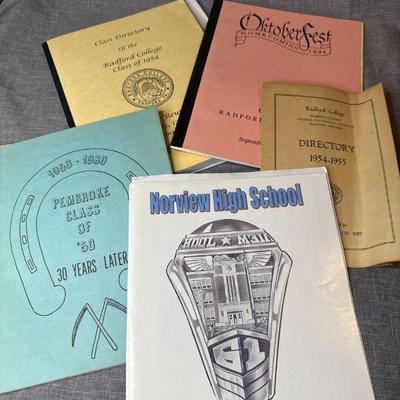 Class Directory
Of the
Radford College
Class of 1954
OktoberFest
HOMECOMING 1994
RADFORD
Radford College
DIRECTORY
1954-1955
1950-1980
PEMBROKE
CLASS
OF
'50
30 YEARS LATER
Norview High School